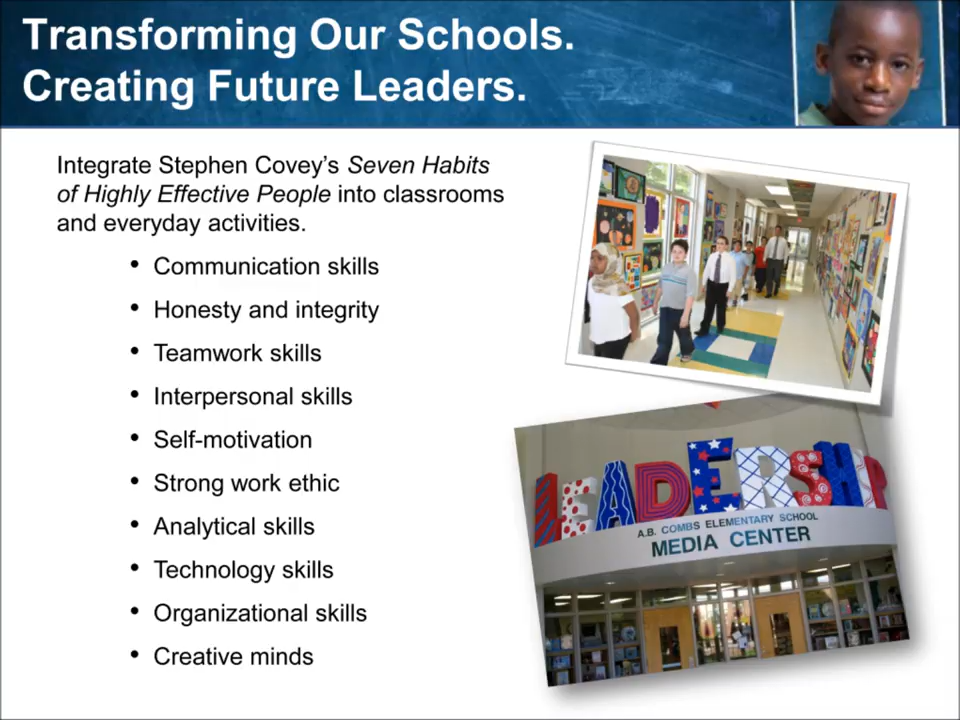 Transforming Our Schools.
Creating Future Leaders.
Integrate Stephen Covey’s Seven Habits
of Highly Effective People into classrooms
and everyday activities.
• Communication skills
• Honesty and integrity
• Teamwork skills
• Interpersonal skills
• Self-motivation
• Strong work ethic
• Analytical skills
• Technology skills
• Organizational skills
• Creative minds
LEADERSHIP
A.B. COMBS ELEMENTARY SCHOOL
MEDIA CENTER